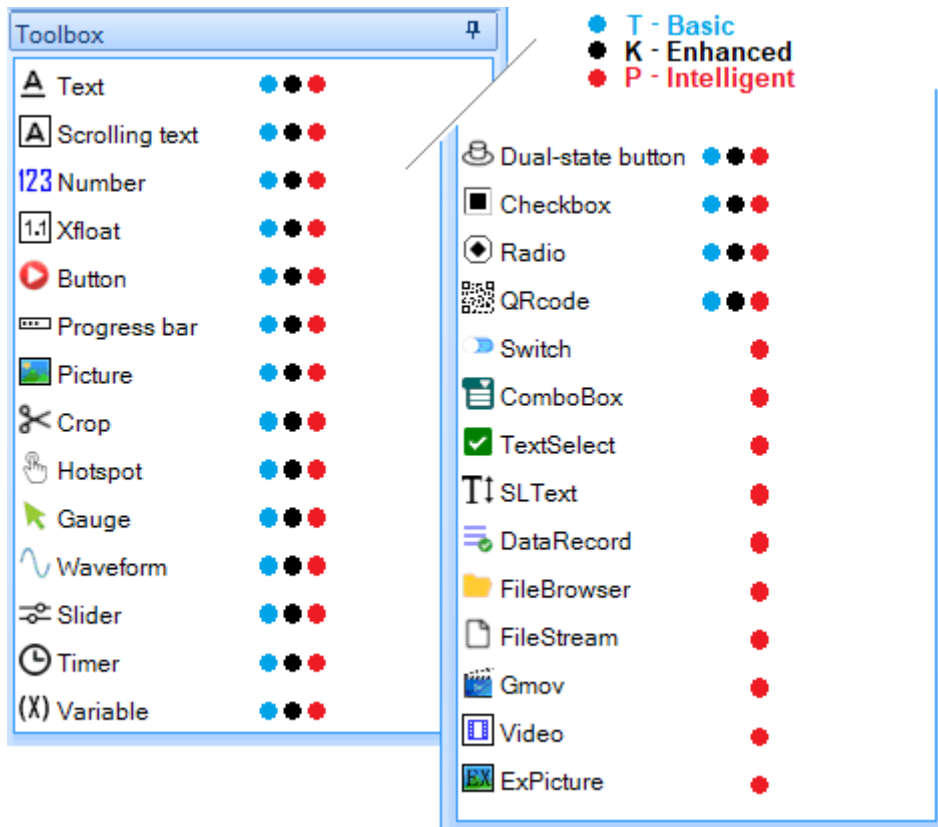 Toolbox
T - Basic
K - Enhanced
P - Intelligent
A Text
A Scrolling text
123 Number
1.1 Xfloat
Button
Progress bar
Picture
Crop
Hotspot
Gauge
Waveform
Slider
Timer
(X) Variable
Dual-state button
Checkbox
Radio
QRcode
Switch
ComboBox
TextSelect
T SLText
DataRecord
FileBrowser
FileStream
Gmov
Video
EX ExPicture